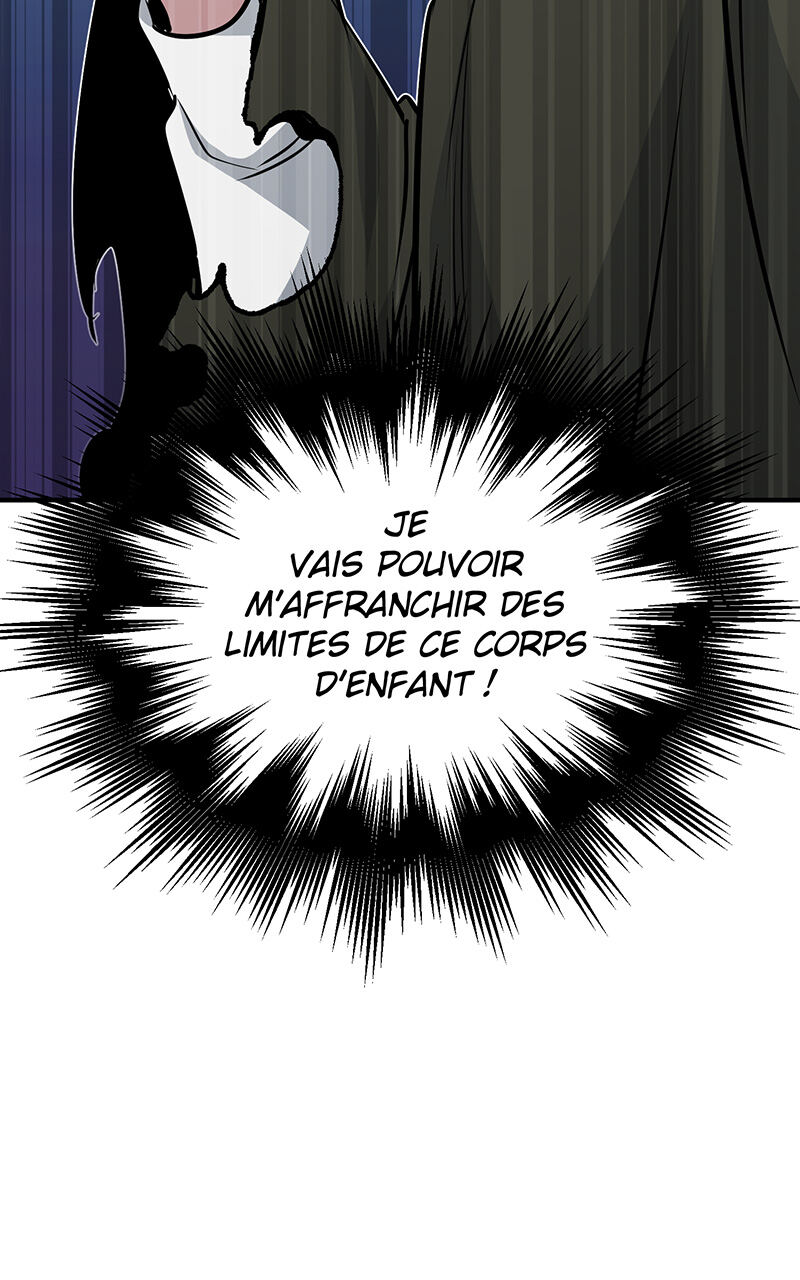 JE
VAIS POUVOIR
M'AFFRANCHIR DES
LIMITES DE CE CORPS
D'ENFANT !